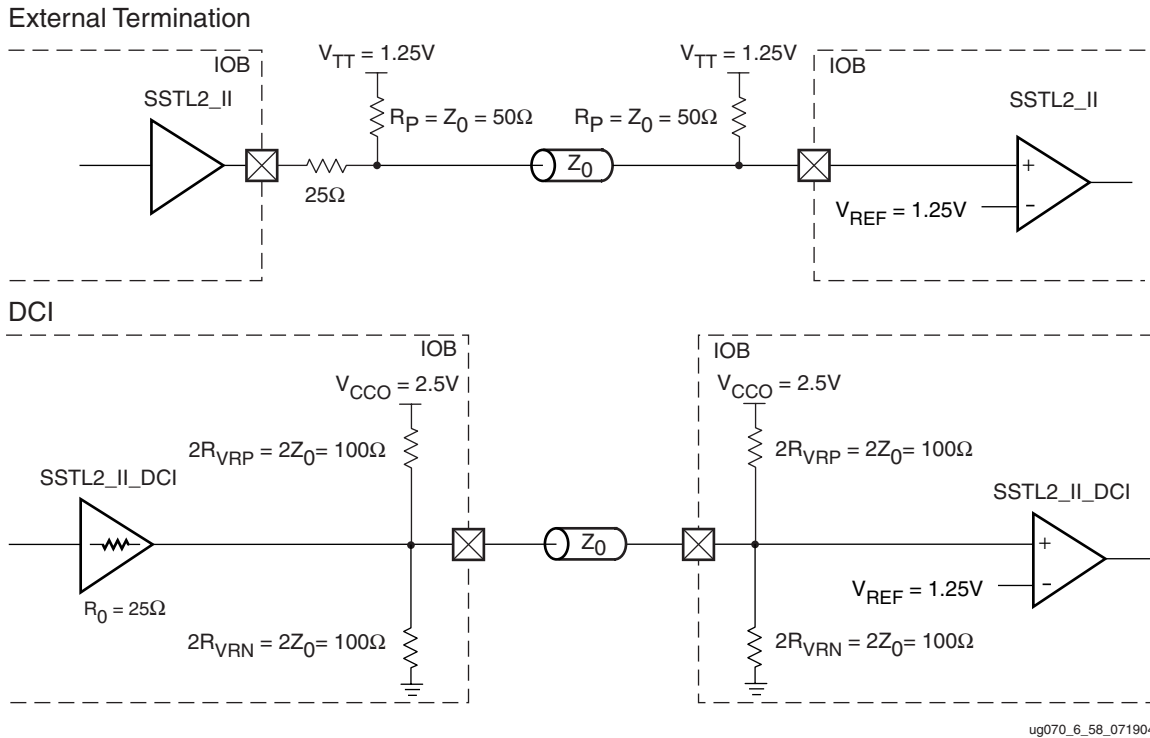 External Termination
IOB
SSTL2_II
V_TT = 1.25V
R_P = Z_0 = 50Ω
25Ω
Z_0
V_TT = 1.25V
R_P = Z_0 = 50Ω
IOB
SSTL2_II
+
–
V_REF = 1.25V
DCI
IOB
V_CCO = 2.5V
2R_VRP = 2Z_0= 100Ω
SSTL2_II_DCI
R_0 = 25Ω
2R_VRN = 2Z_0= 100Ω
Z_0
IOB
V_CCO = 2.5V
2R_VRP = 2Z_0= 100Ω
SSTL2_II_DCI
+
–
V_REF = 1.25V
2R_VRN = 2Z_0= 100Ω
ug070_6_58_071904